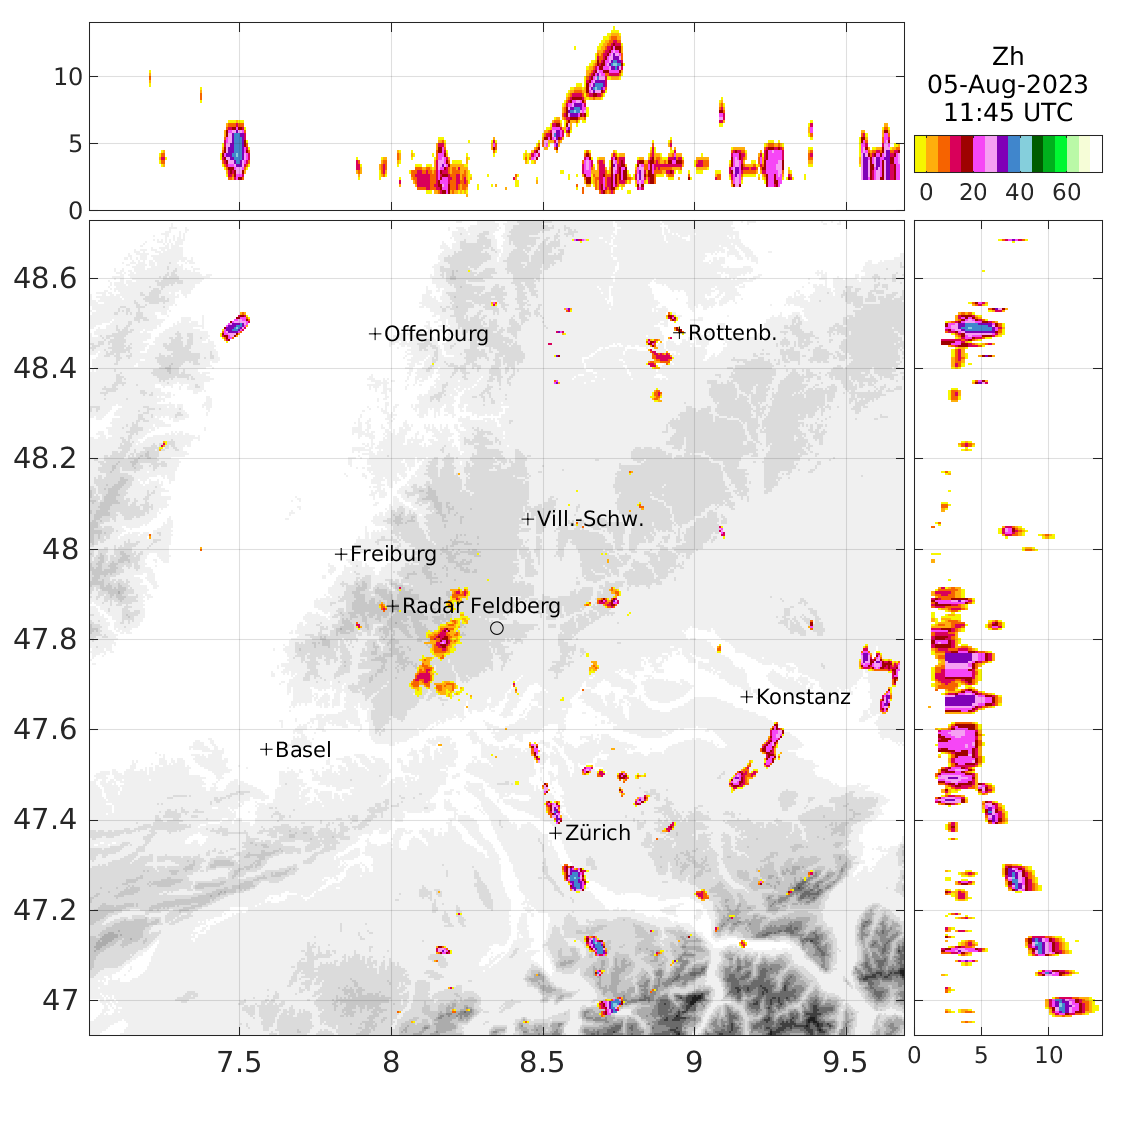 10
5
0
Zh
05-Aug-2023
11:45 UTC
0 20 40 60
48.6
48.4
48.2
48
47.8
47.6
47.4
47.2
47
Offenburg
Rottenb.
Vill.-Schw.
Freiburg
Radar Feldberg
Konstanz
Basel
Zürich
7.5 8 8.5 9 9.5
0 5 10